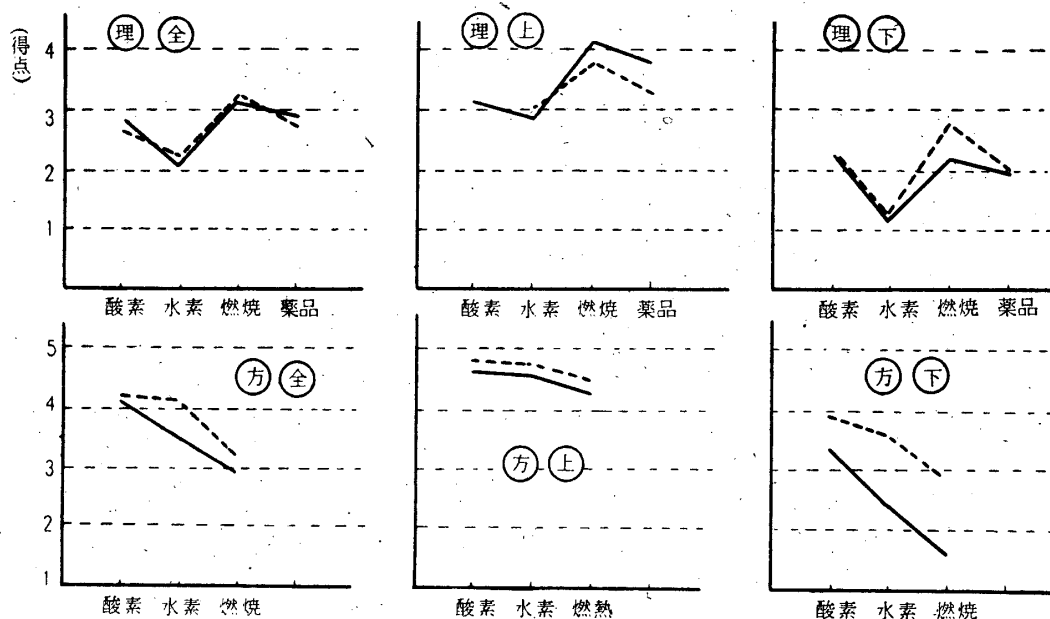 (得点)
理 全
理 上
理 下
4
3
2
1
酸素 水素 燃焼 薬品
酸素 水素 燃焼 薬品
酸素 水素 燃焼 薬品
方 全
方 上
方 下
5
4
3
2
1
酸素 水素 燃焼
酸素 水素 燃熱
酸素 水素 燃焼